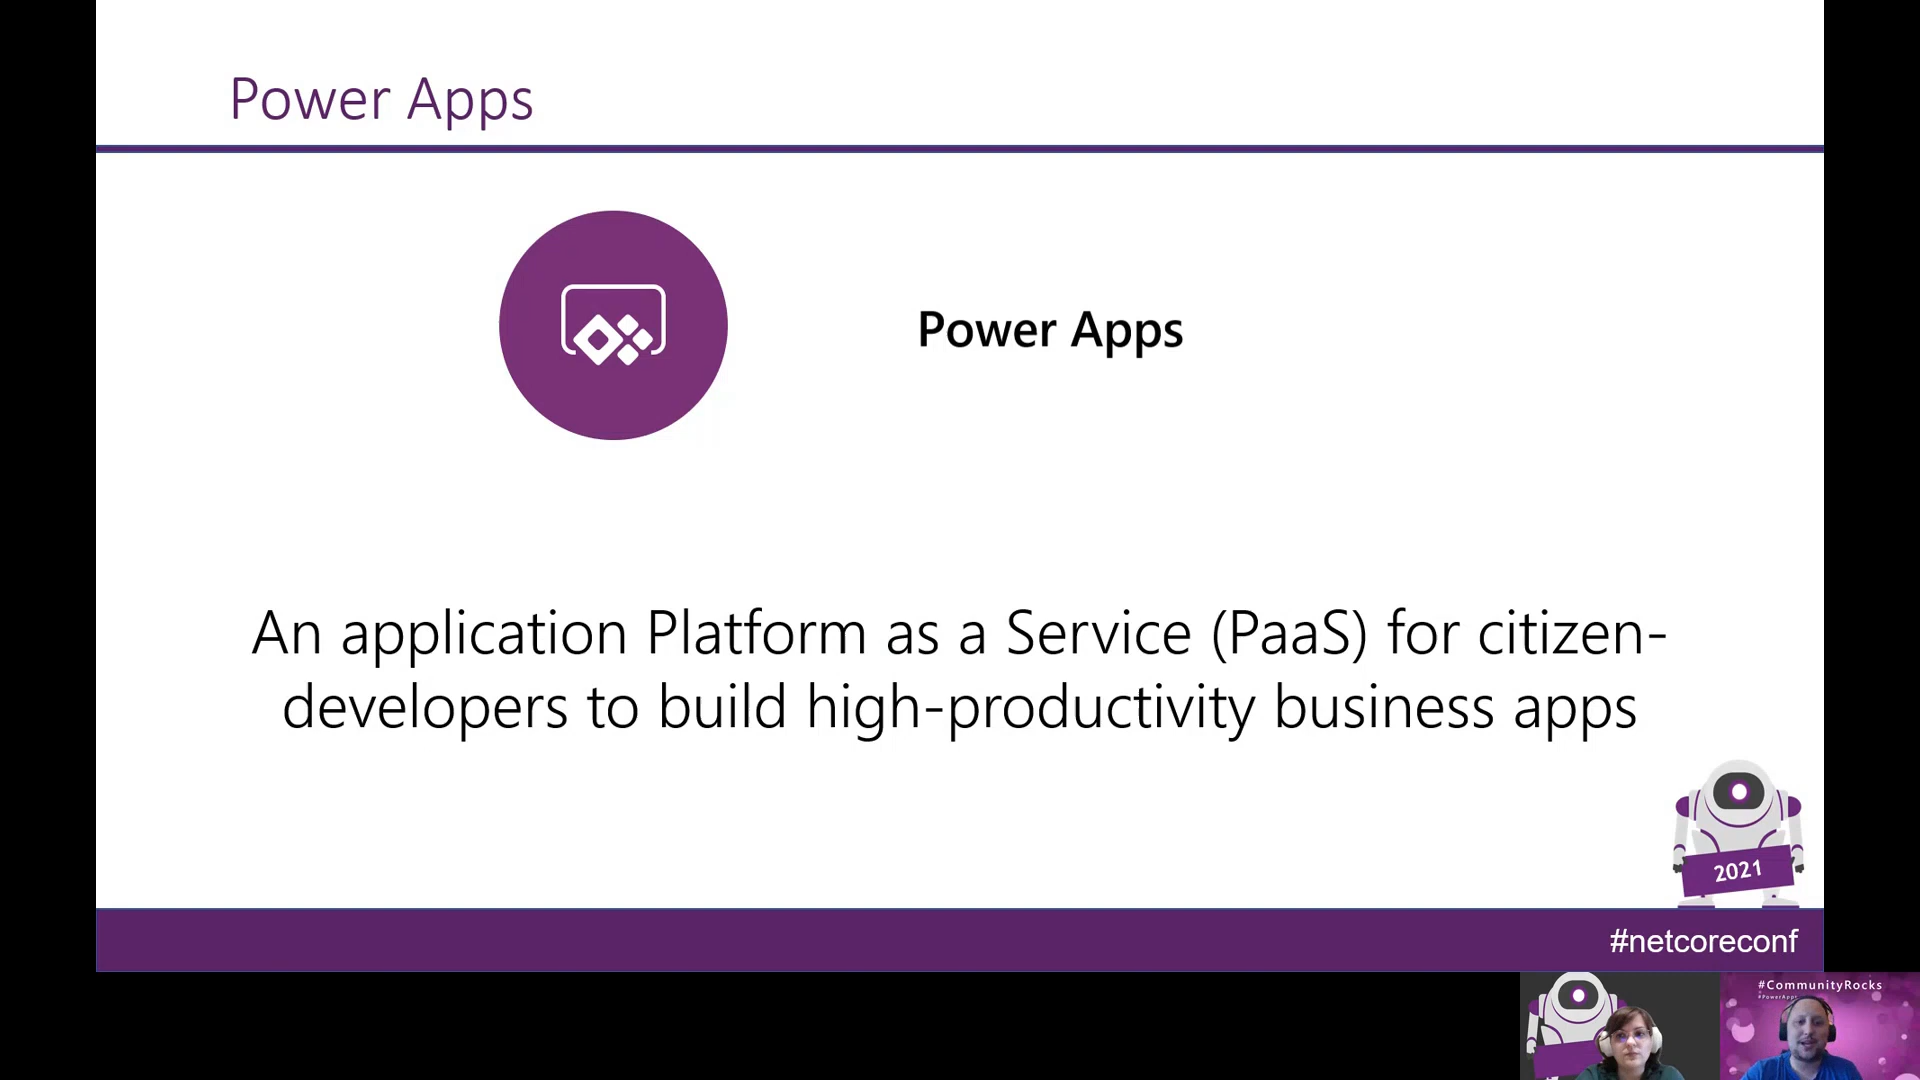 Power Apps
Power Apps
An application Platform as a Service (PaaS) for citizen-
developers to build high-productivity business apps
2021
#netcoreconf
#CommunityRocks
#PowerApps